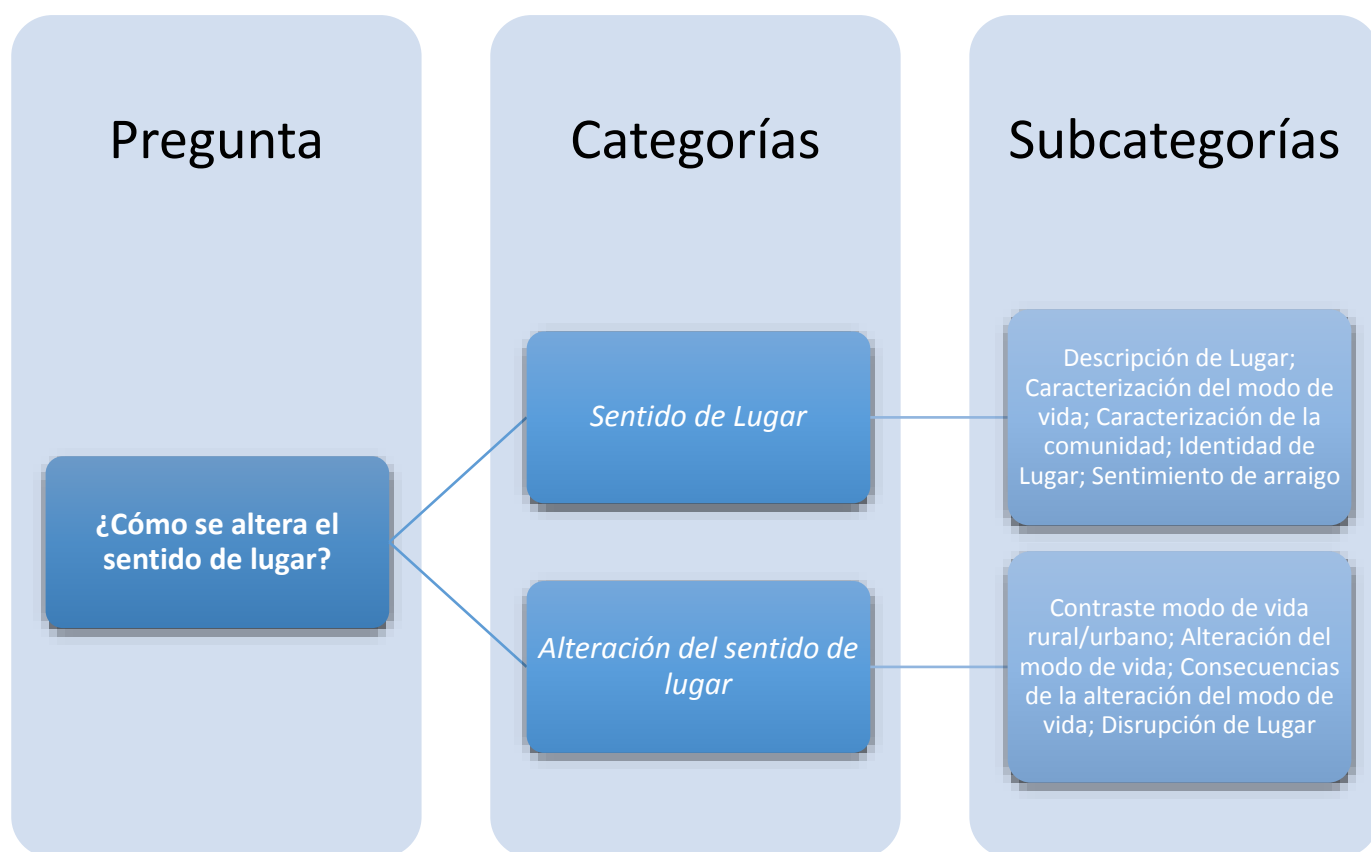 Pregunta
Categorías
Subcategorías
¿Cómo se altera el
sentido de lugar?
Sentido de Lugar
Descripción de Lugar;
Caracterización del modo de
vida; Caracterización de la
comunidad; Identidad de
Lugar; Sentimiento de arraigo
Alteración del sentido de
lugar
Contraste modo de vida
rural/urbano; Alteración del
modo de vida; Consecuencias
de la alteración del modo de
vida; Disrupción de Lugar